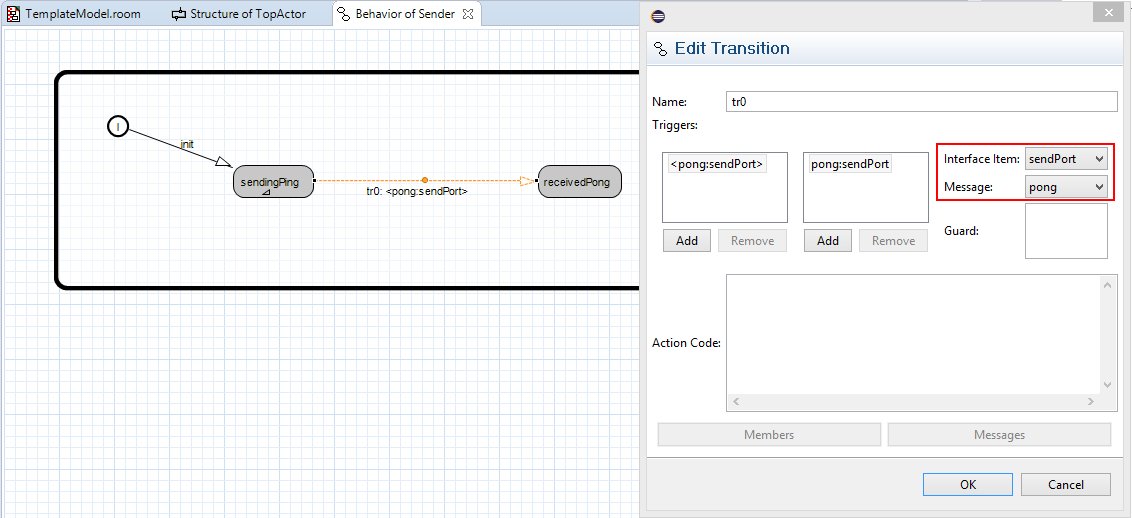 TemplateModel.room
Structure of TopActor
Behavior of Sender
I
init
sendingPing
tr0: <pong:sendPort>
receivedPong
Edit Transition
Name:
tr0
Triggers:
<pong:sendPort>
pong:sendPort
Interface Item:
sendPort
Message:
pong
Add
Remove
Add
Remove
Guard:
Action Code:
Members
Messages
OK
Cancel